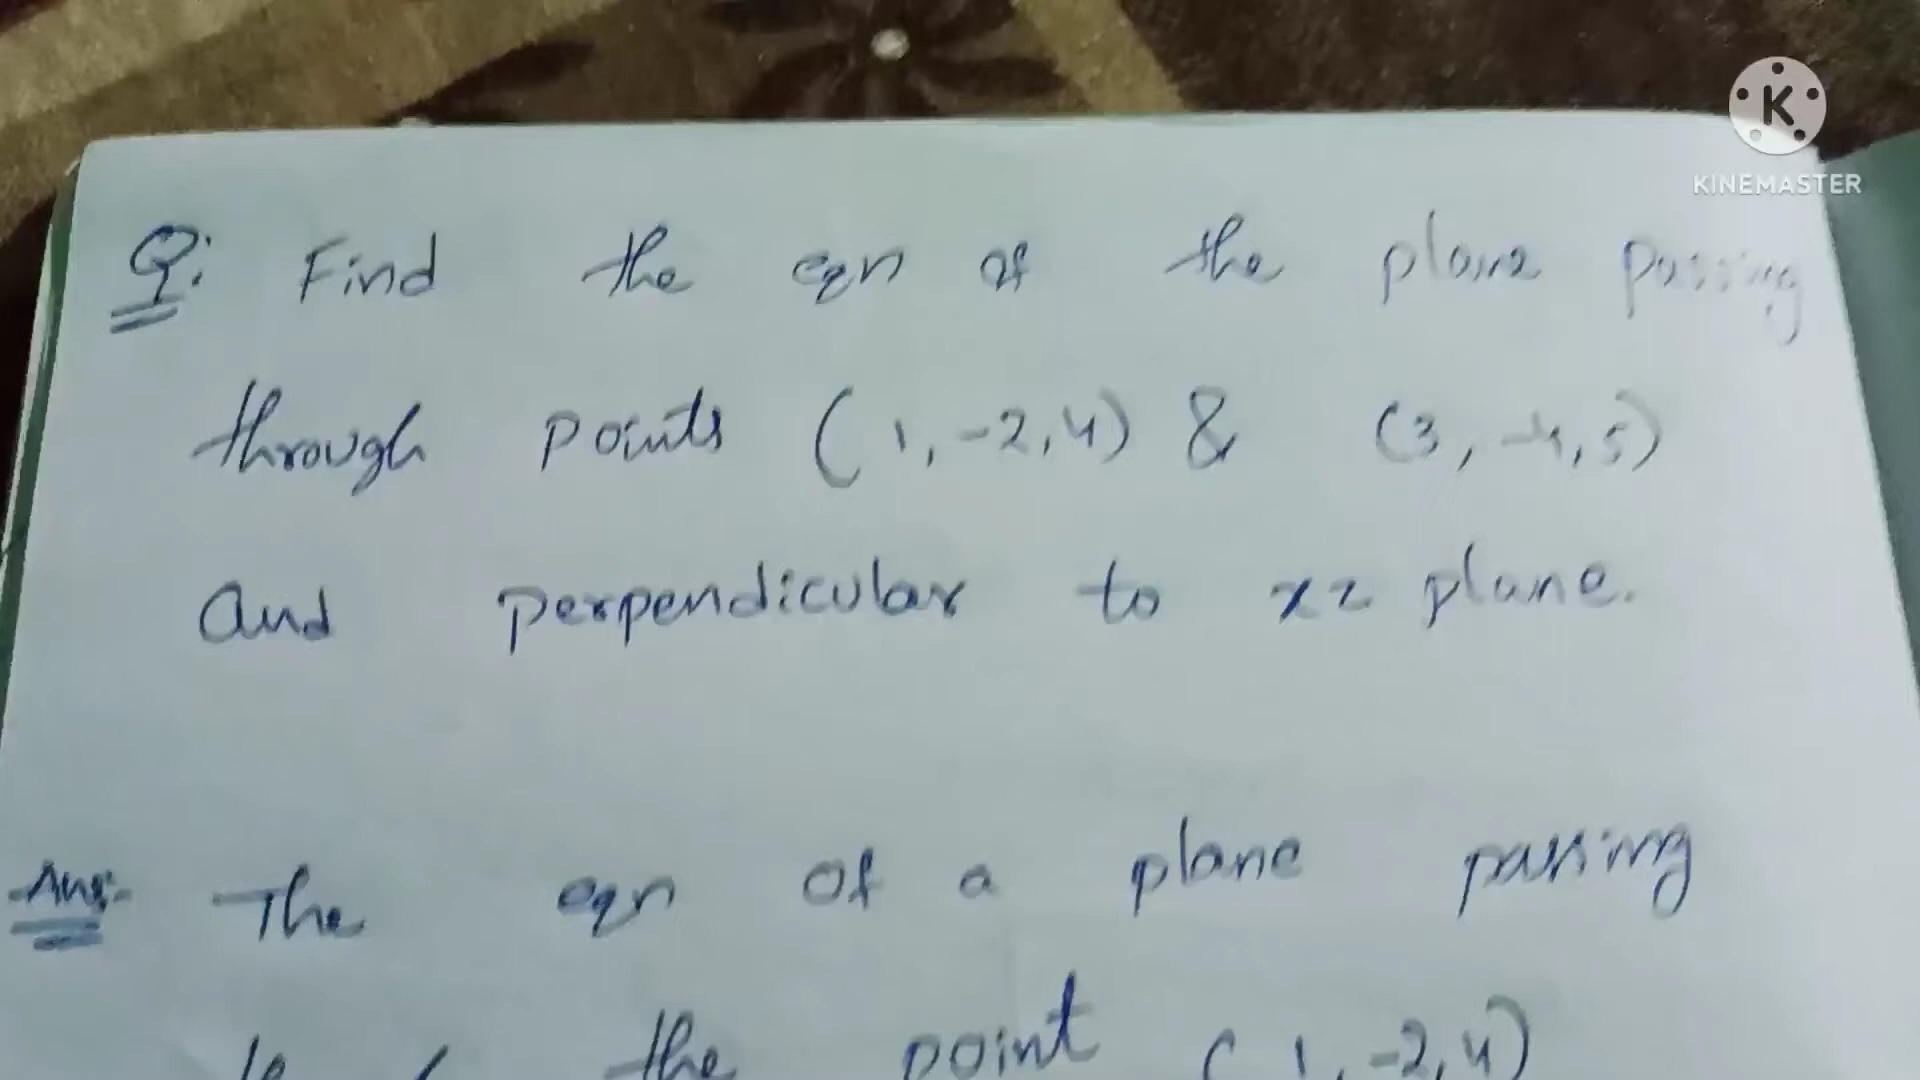 K
KINEMASTER
Q: Find the eqn of the plane passing
through points (1, -2, 4) & (3, -4, 5)
and perpendicular to xz plane.
Ans:- The eqn of a plane passing
the point (1, -2, 4)